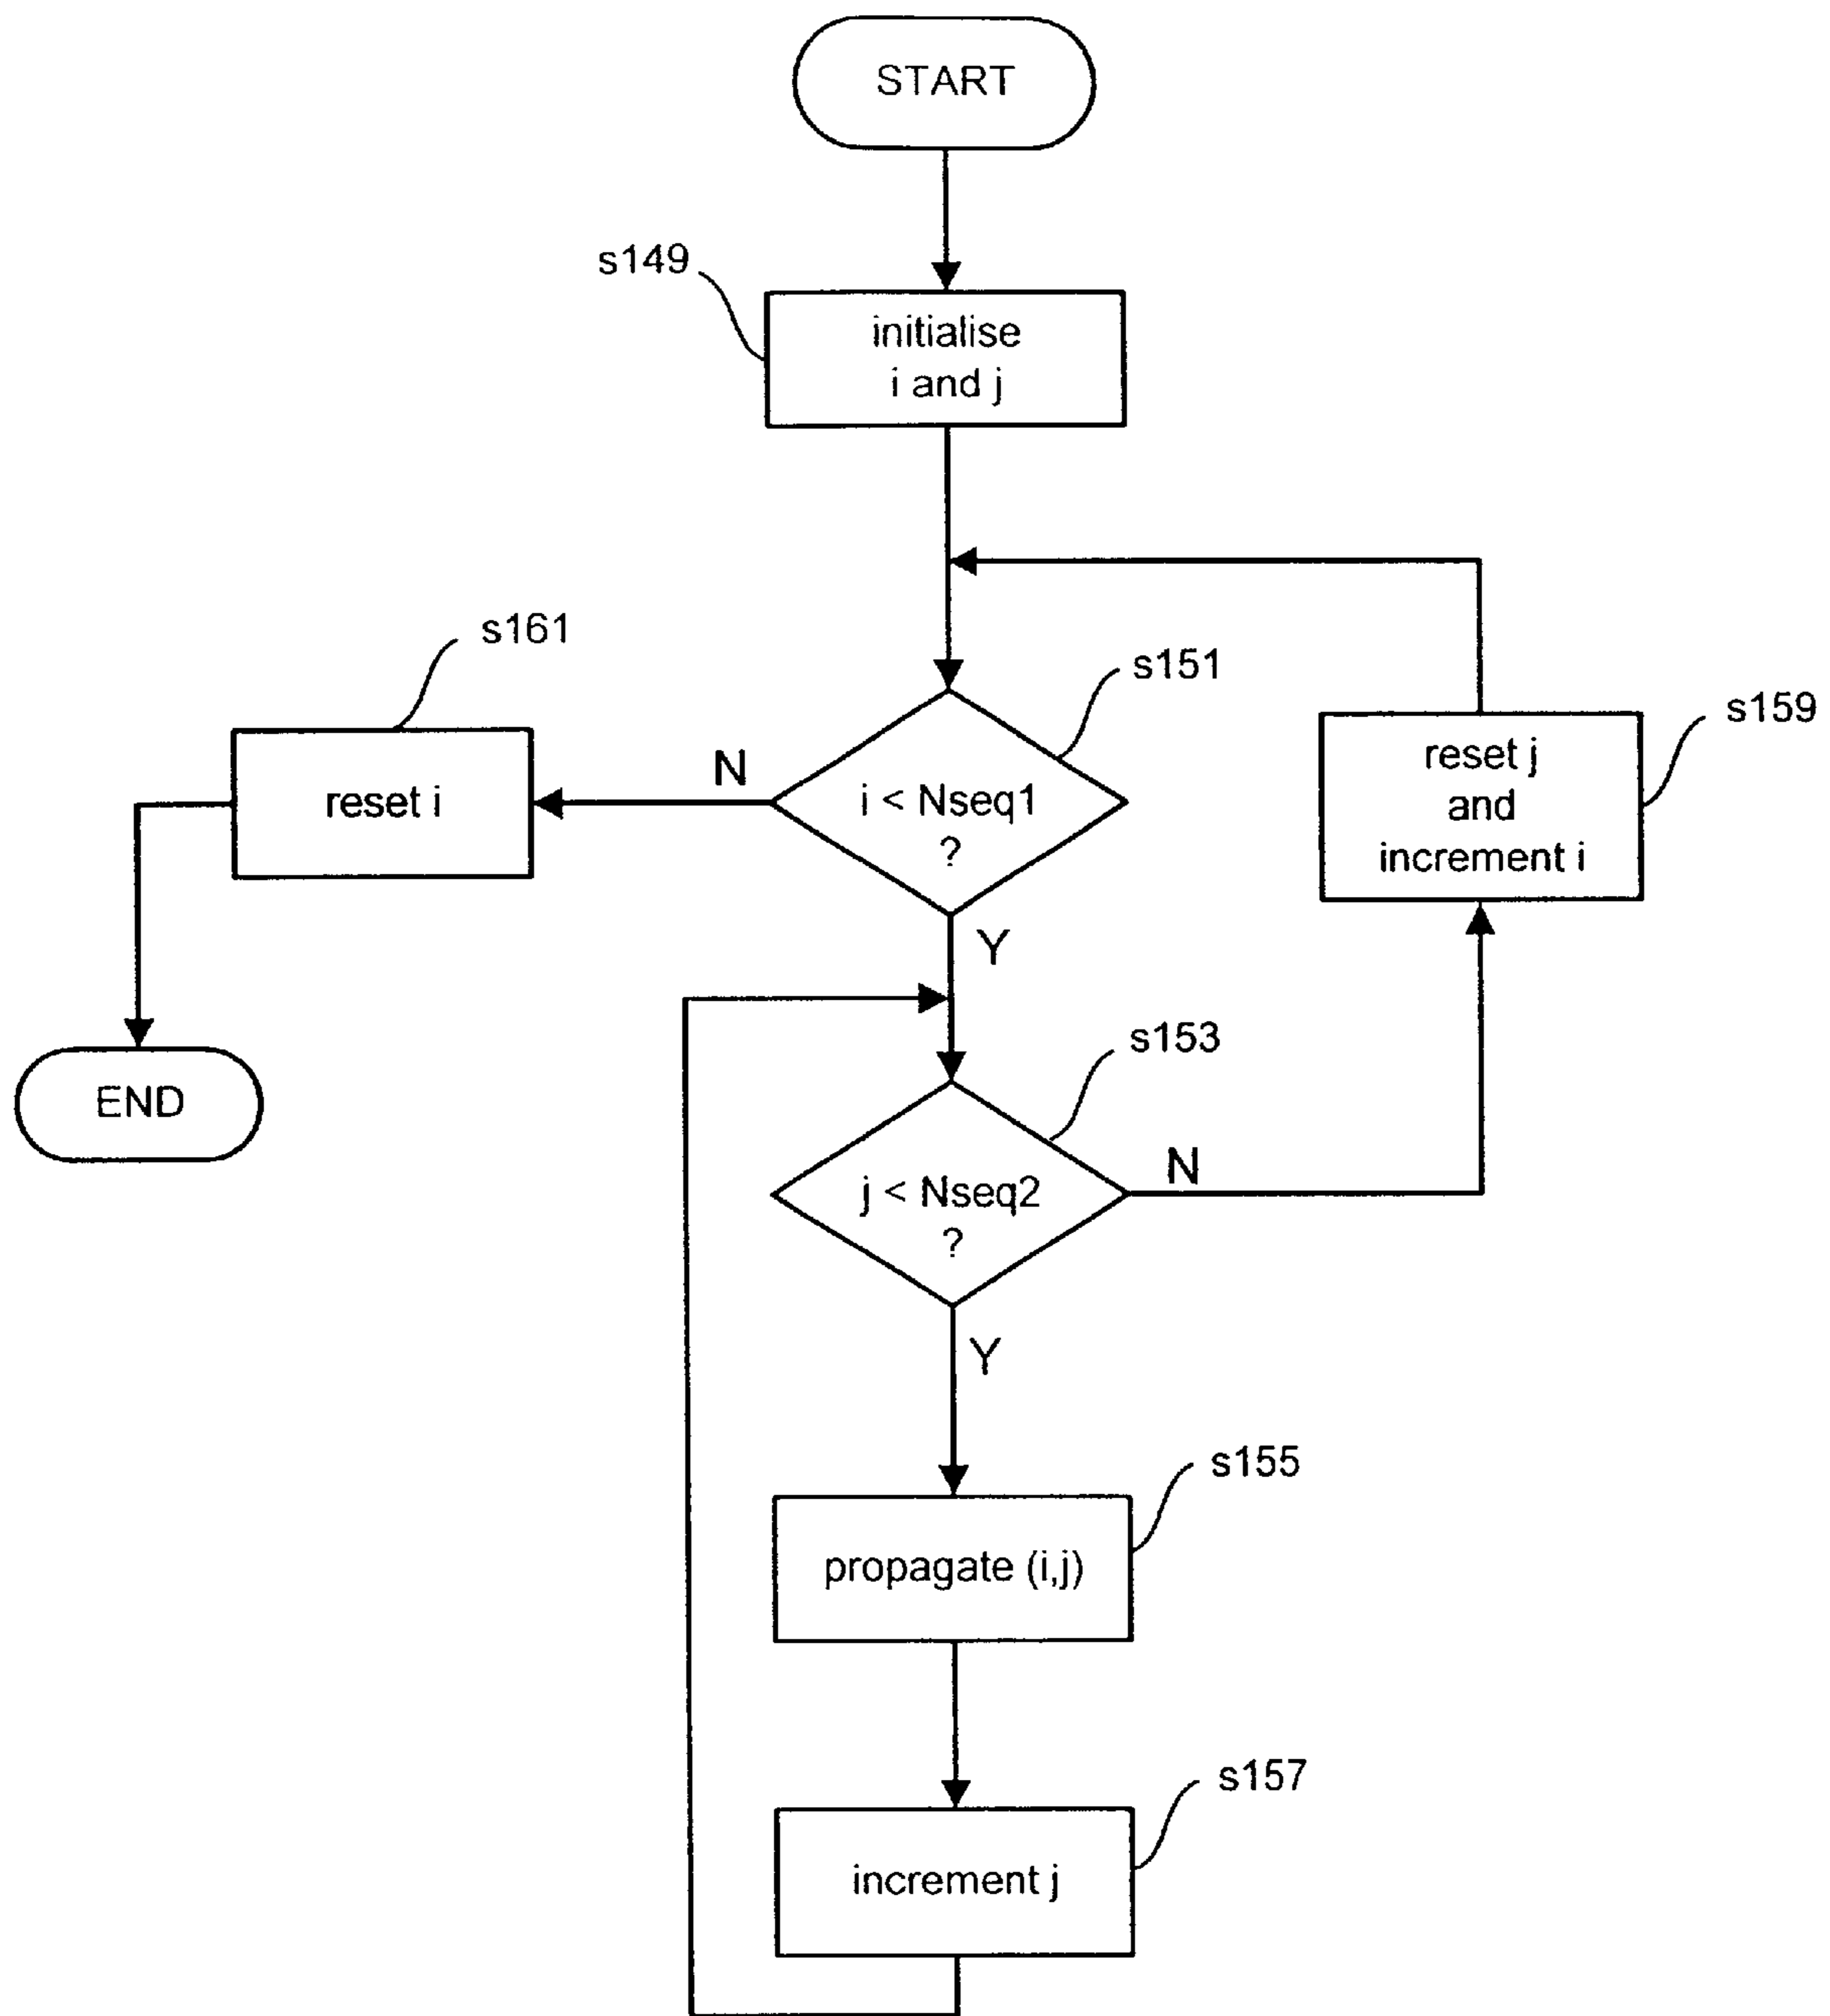 START
s149
initialise
i and j
s161
s151
s159
reset i
N
i < Nseq1
?
reset j
and
increment i
Y
s153
END
j < Nseq2
?
N
Y
s155
propagate (i,j)
s157
increment j